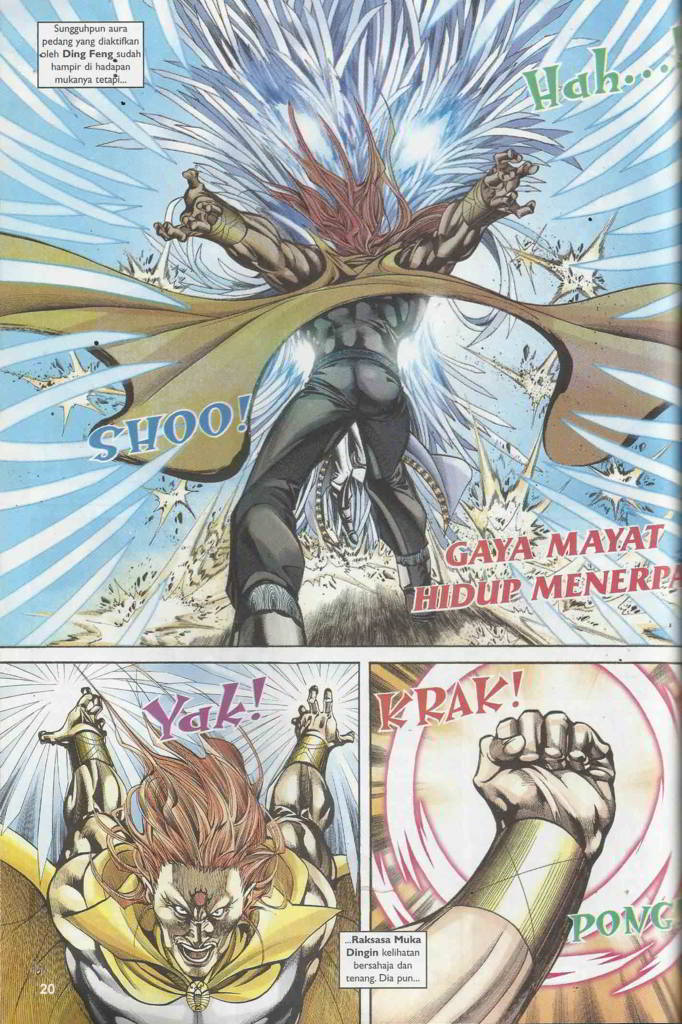 Sungguhpun aura
pedang yang diaktifkan
oleh Ding Feng sudah
hampir di hadapan
mukanya tetapi...
Hah...!
SHOO!
GAYA MAYAT
HIDUP MENERPA
Yak!
KRAK!
PONG!
...Raksasa Muka
Dingin kelihatan
bersahaja dan
tenang. Dia pun...
20